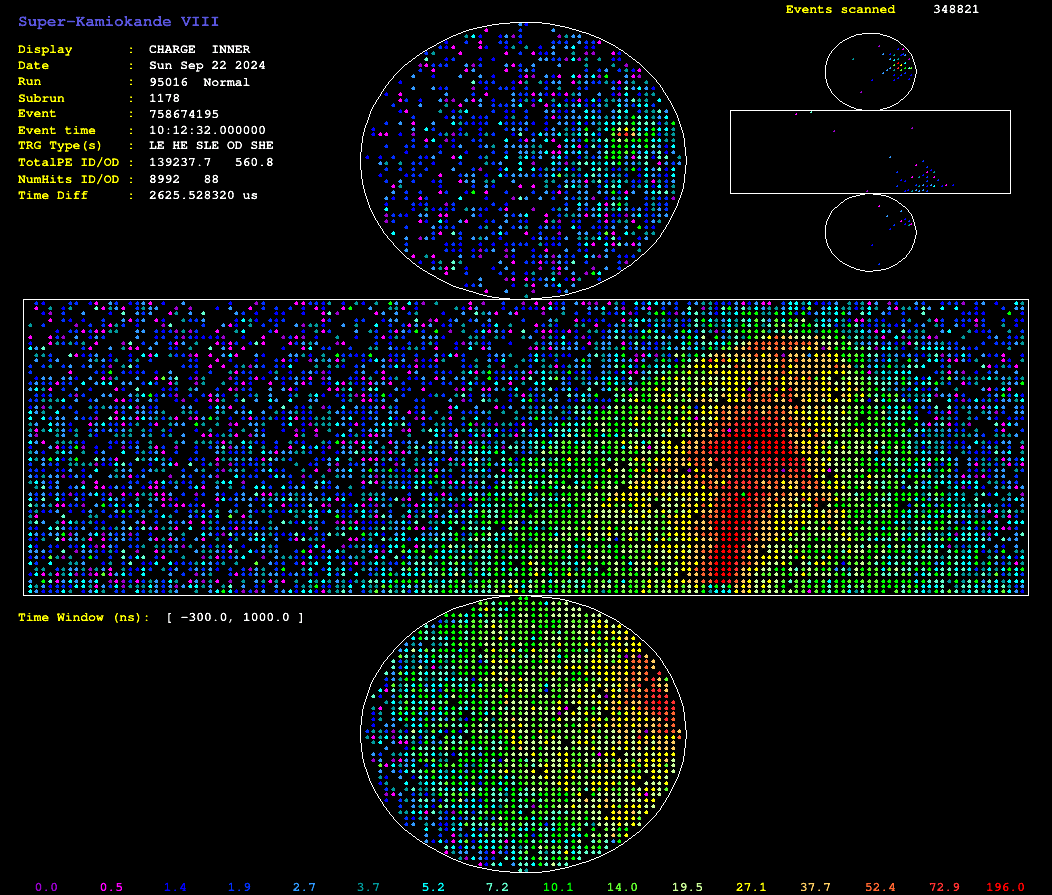 Super-Kamiokande VIII
Events scanned 348821
Display : CHARGE INNER
Date : Sun Sep 22 2024
Run : 95016 Normal
Subrun : 1178
Event : 758674195
Event time : 10:12:32.000000
TRG Type(s) : LE HE SLE OD SHE
TotalPE ID/OD : 139237.7 560.8
NumHits ID/OD : 8992 88
Time Diff : 2625.528320 us
Time Window (ns): [ -300.0, 1000.0 ]
0.0 0.5 1.4 1.9 2.7 3.7 5.2 7.2 10.1 14.0 19.5 27.1 37.7 52.4 72.9 196.0